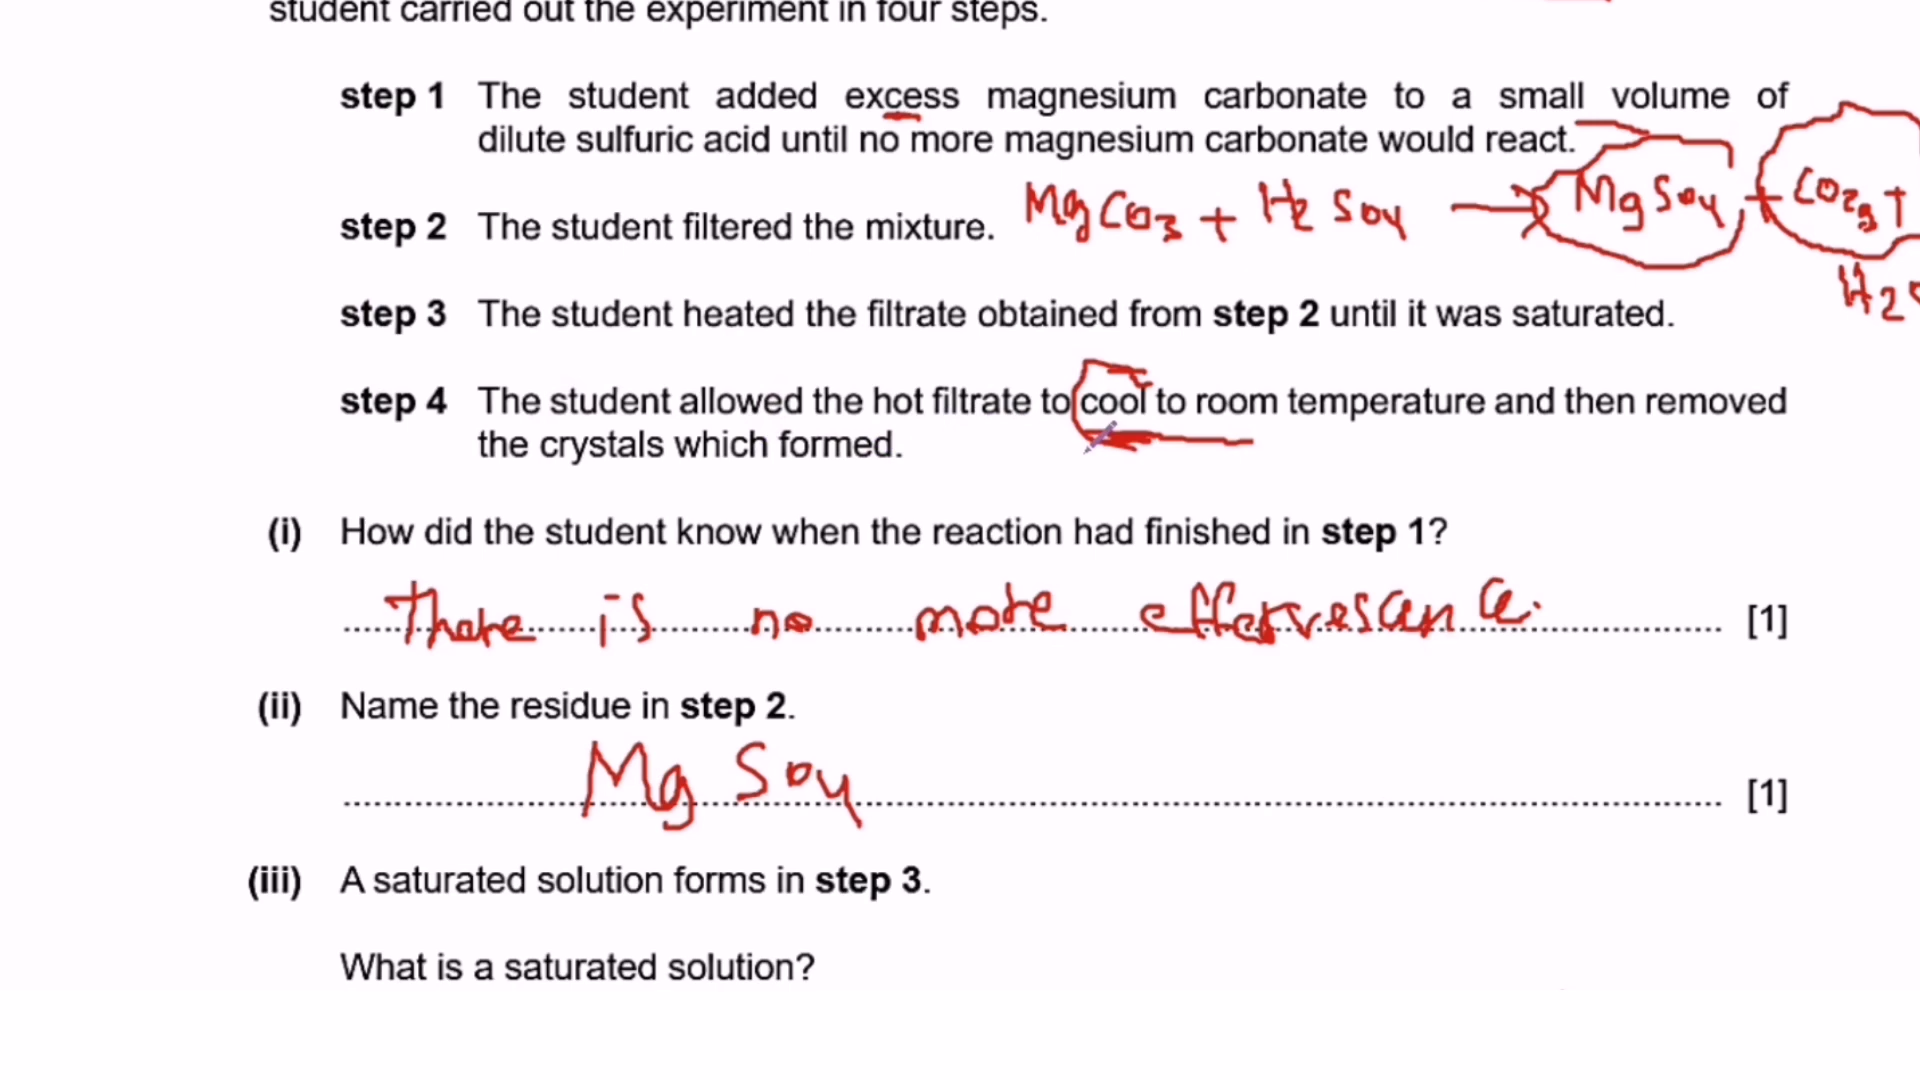 student carried out the experiment in four steps.
step 1 The student added excess magnesium carbonate to a small volume of
dilute sulfuric acid until no more magnesium carbonate would react.
MgCO3 + H2SO4 → MgSO4 + CO2g +
H2O
step 2 The student filtered the mixture.
step 3 The student heated the filtrate obtained from step 2 until it was saturated.
step 4 The student allowed the hot filtrate to cool to room temperature and then removed
the crystals which formed.
(i) How did the student know when the reaction had finished in step 1?
There is no more effervescence. [1]
(ii) Name the residue in step 2.
MgSO4 [1]
(iii) A saturated solution forms in step 3.
What is a saturated solution?